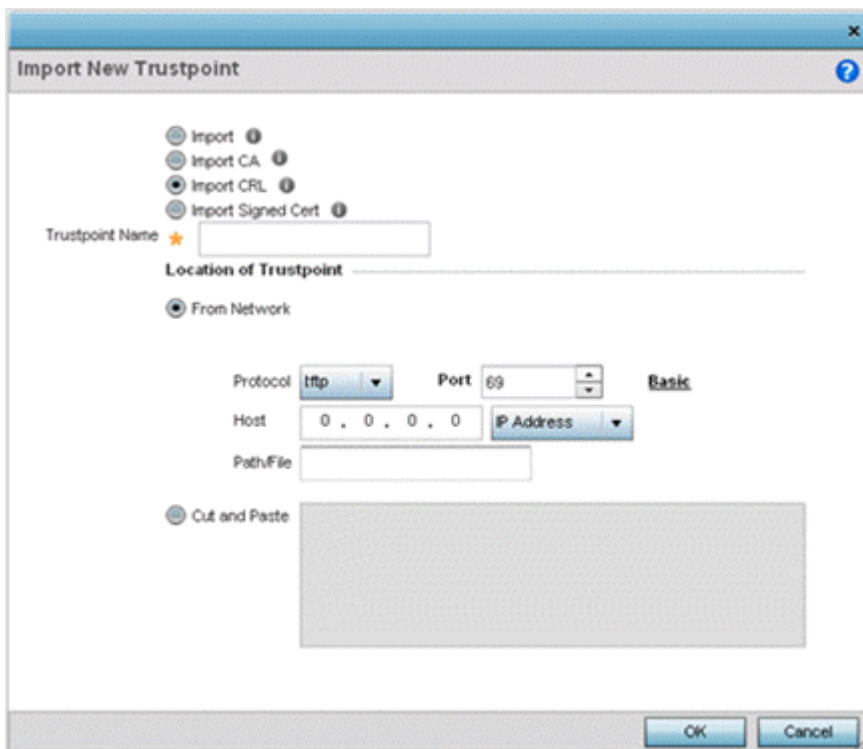 Import New Trustpoint
Import
Import CA
Import CRL
Import Signed Cert
Trustpoint Name *
Location of Trustpoint
From Network
Protocol tftp Port 69 Basic
Host 0 . 0 . 0 . 0 IP Address
Path/File
Cut and Paste
OK Cancel